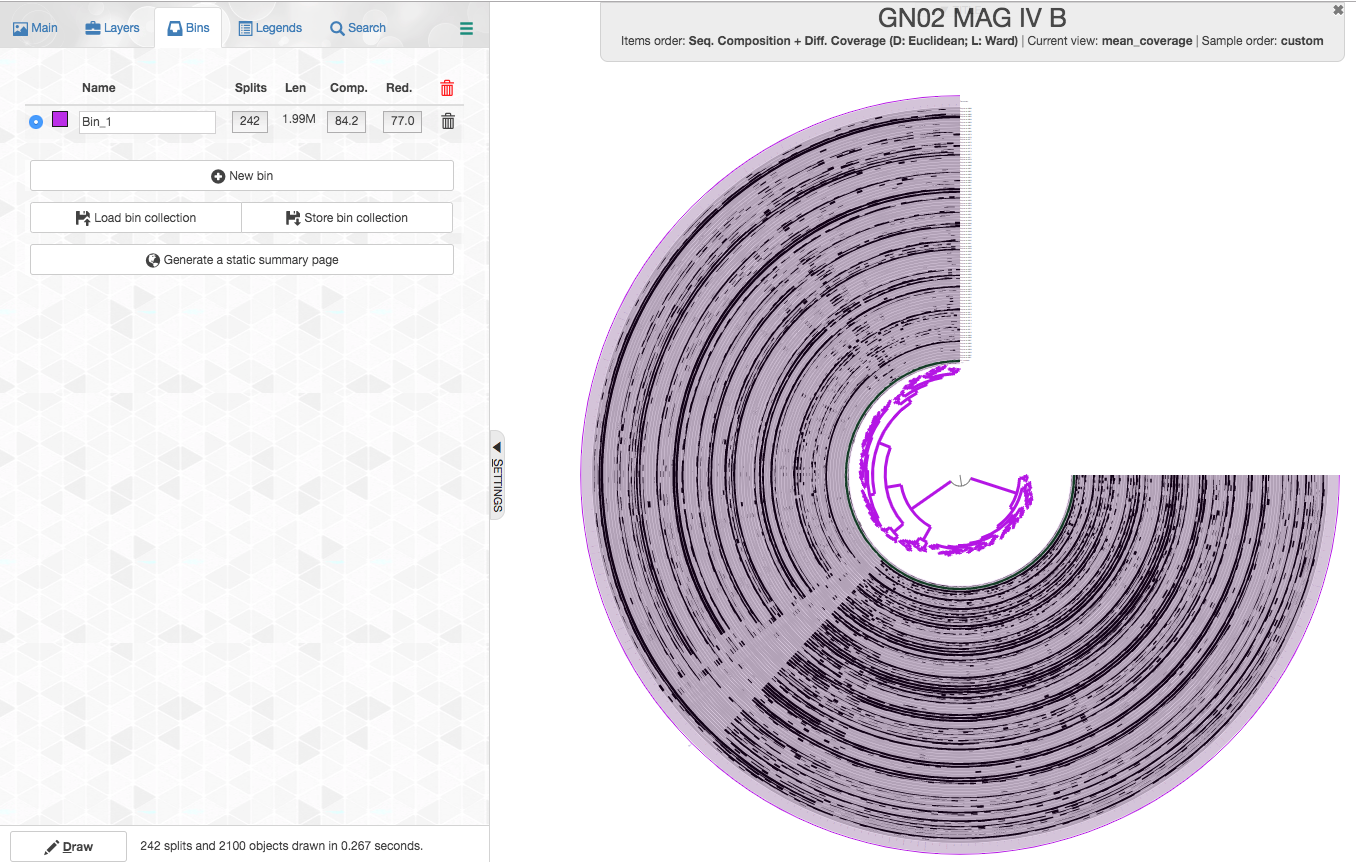 Main Layers Bins Legends Search
Name Splits Len Comp. Red.
Bin_1 242 1.99M 84.2 77.0
New bin
Load bin collection Store bin collection
Generate a static summary page
SETTINGS
Draw 242 splits and 2100 objects drawn in 0.267 seconds.
GN02 MAG IV B
Items order: Seq. Composition + Diff. Coverage (D: Euclidean; L: Ward) | Current view: mean_coverage | Sample order: custom